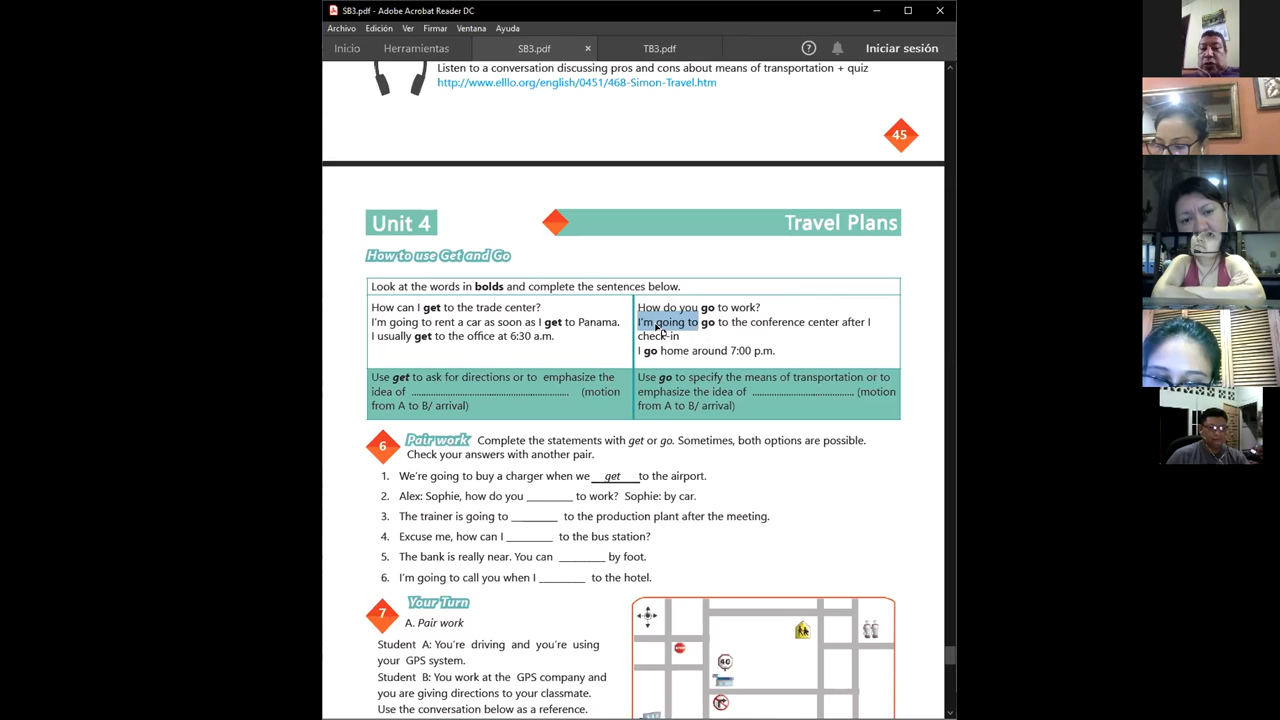 SB3.pdf - Adobe Acrobat Reader DC
Archivo Edición Ver Firmar Ventana Ayuda
Inicio Herramientas SB3.pdf × TB3.pdf ? Iniciar sesión
Listen to a conversation discussing pros and cons about means of transportation + quiz
http://www.elllo.org/english/0451/468-Simon-Travel.htm
45
Unit 4 Travel Plans
How to use Get and Go
Look at the words in bolds and complete the sentences below.
How can I get to the trade center?
I'm going to rent a car as soon as I get to Panama.
I usually get to the office at 6:30 a.m.
How do you go to work?
I'm going to go to the conference center after I
check-in
I go home around 7:00 p.m.
Use get to ask for directions or to emphasize the
idea of ........................................................ (motion
from A to B/ arrival)
Use go to specify the means of transportation or to
emphasize the idea of .................................... (motion
from A to B/ arrival)
6 Pair work Complete the statements with get or go. Sometimes, both options are possible.
Check your answers with another pair.
1. We're going to buy a charger when we __get__ to the airport.
2. Alex: Sophie, how do you ________ to work? Sophie: by car.
3. The trainer is going to ________ to the production plant after the meeting.
4. Excuse me, how can I ________ to the bus station?
5. The bank is really near. You can ________ by foot.
6. I'm going to call you when I ________ to the hotel.
7 Your Turn
A. Pair work
Student A: You're driving and you're using
your GPS system.
Student B: You work at the GPS company and
you are giving directions to your classmate.
Use the conversation below as a reference.
STOP
40